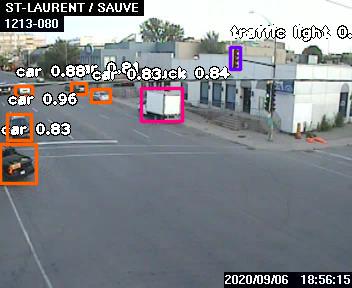 ST-LAURENT / SAUVE
1213-080
traffic light 0.
car 0.88
car 0.83
truck 0.84
car 0.96
car 0.83
2020/09/06 18:56:15